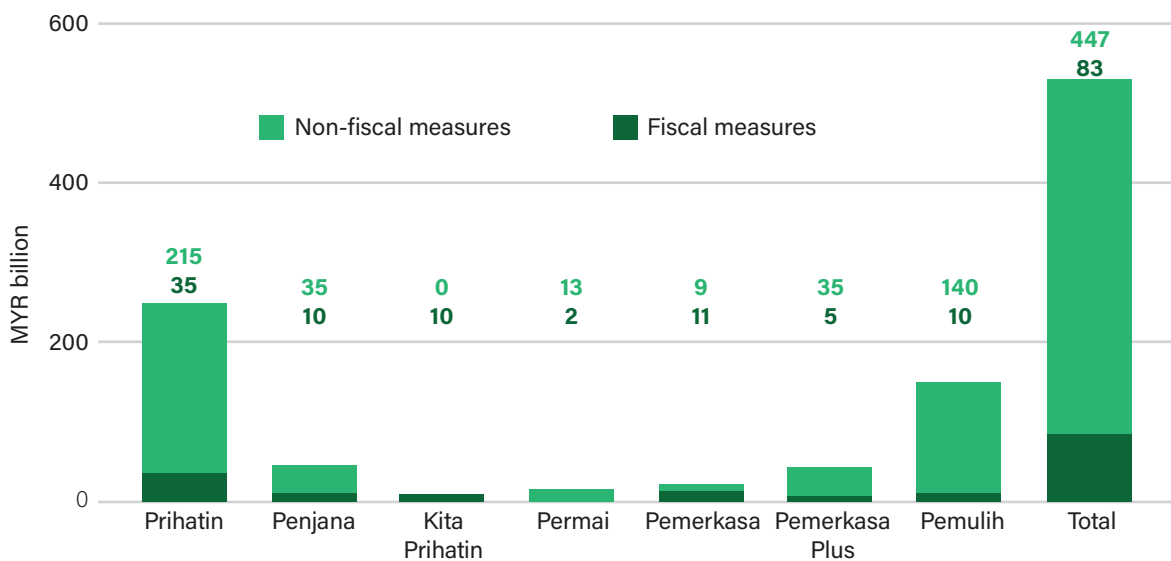 600
400
200
0
MYR billion
Non-fiscal measures
Fiscal measures
215
35
35
10
0
10
13
2
9
11
35
5
140
10
447
83
Prihatin
Penjana
Kita
Prihatin
Permai
Pemerkasa
Pemerkasa
Plus
Pemulih
Total